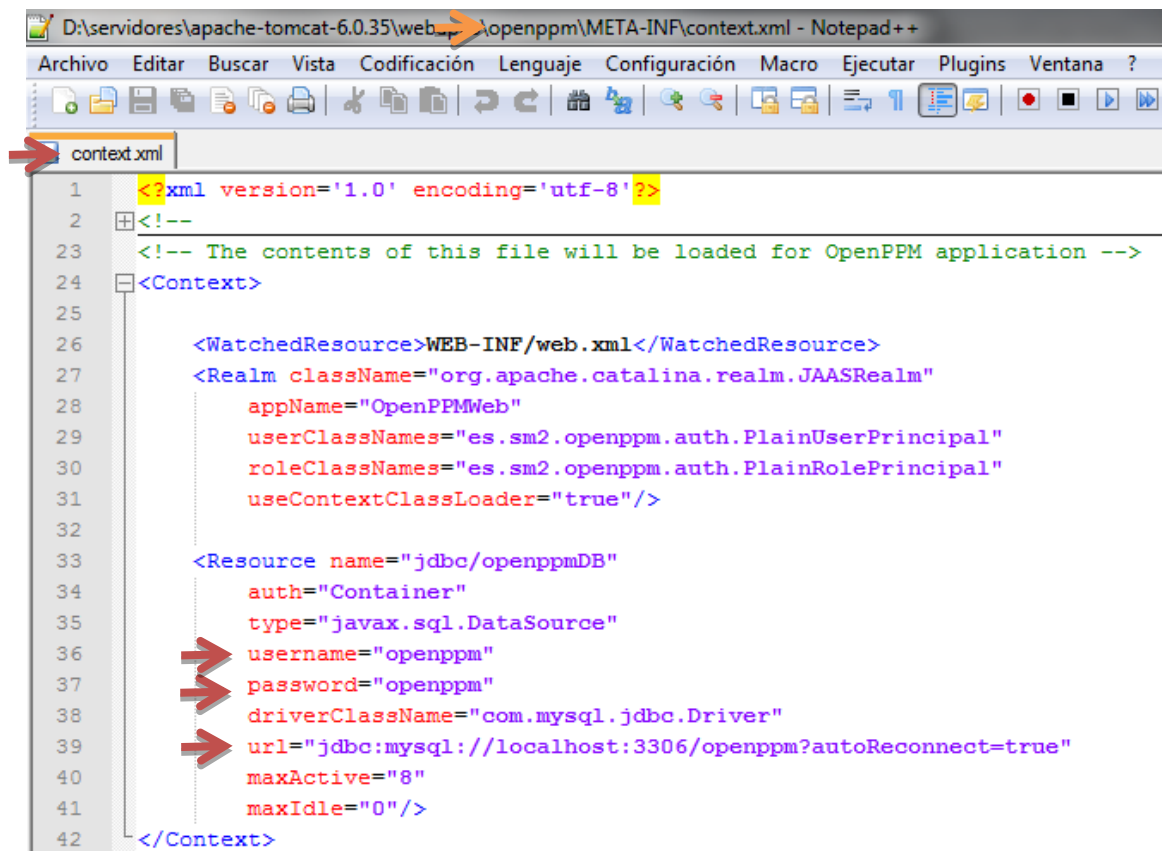 D:\servidores\apache-tomcat-6.0.35\webapps\openppm\META-INF\context.xml - Notepad++
Archivo Editar Buscar Vista Codificación Lenguaje Configuración Macro Ejecutar Plugins Ventana ?
context.xml
1 <?xml version='1.0' encoding='utf-8'?>
2 <!--
23 <!-- The contents of this file will be loaded for OpenPPM application -->
24 <Context>
25
26 <WatchedResource>WEB-INF/web.xml</WatchedResource>
27 <Realm className="org.apache.catalina.realm.JAASRealm"
28 appName="OpenPPMWeb"
29 userClassNames="es.sm2.openppm.auth.PlainUserPrincipal"
30 roleClassNames="es.sm2.openppm.auth.PlainRolePrincipal"
31 useContextClassLoader="true"/>
32
33 <Resource name="jdbc/openppmDB"
34 auth="Container"
35 type="javax.sql.DataSource"
36 username="openppm"
37 password="openppm"
38 driverClassName="com.mysql.jdbc.Driver"
39 url="jdbc:mysql://localhost:3306/openppm?autoReconnect=true"
40 maxActive="8"
41 maxIdle="0"/>
42 </Context>